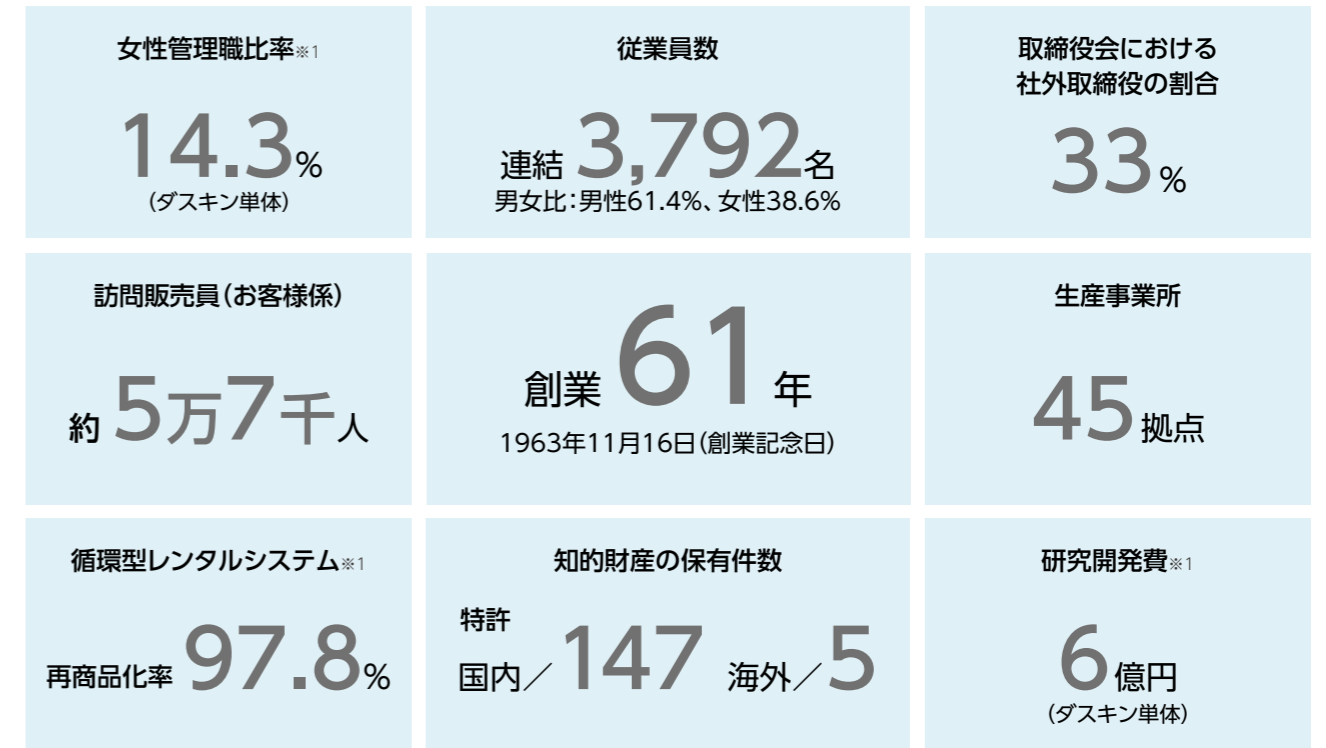 女性管理職比率※1
14.3%
(ダスキン単体)
従業員数
連結 3,792名
男女比：男性61.4%、女性38.6%
取締役会における
社外取締役の割合
33%
訪問販売員（お客様係）
約 5万7千人
創業 61年
1963年11月16日（創業記念日）
生産事業所
45拠点
循環型レンタルシステム※1
再商品化率 97.8%
知的財産の保有件数
特許
国内／147 海外／5
研究開発費※1
6億円
(ダスキン単体)